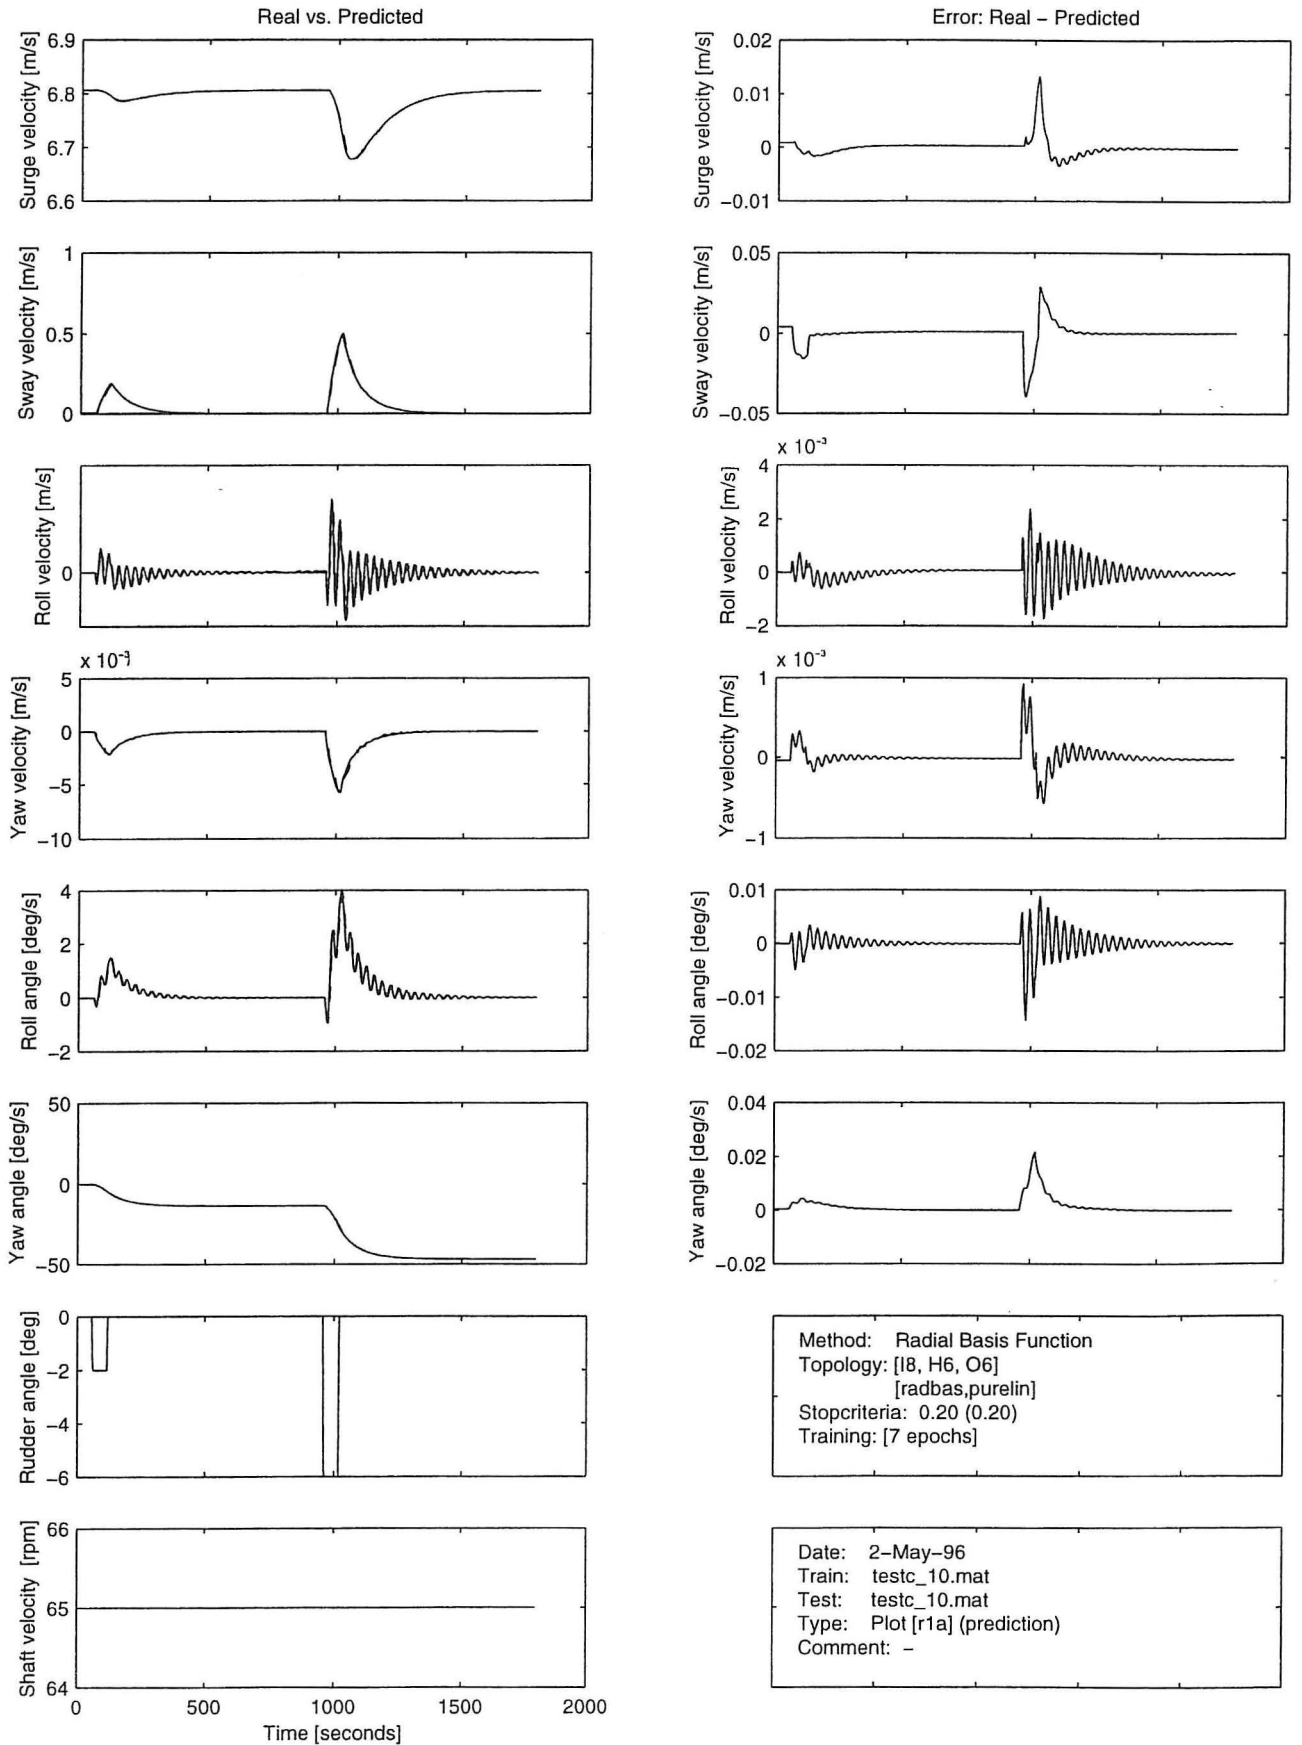 Real vs. Predicted
Error: Real – Predicted
Surge velocity [m/s]
6.9
6.8
6.7
6.6
Surge velocity [m/s]
0.02
0.01
0
−0.01
Sway velocity [m/s]
1
0.5
0
Sway velocity [m/s]
0.05
0
−0.05
Roll velocity [m/s]
0
x 10⁻³
Roll velocity [m/s]
4
2
0
−2
x 10⁻³
Yaw velocity [m/s]
5
0
−5
−10
x 10⁻³
Yaw velocity [m/s]
1
0
−1
Roll angle [deg/s]
4
2
0
−2
Roll angle [deg/s]
0.01
0
−0.01
−0.02
Yaw angle [deg/s]
50
0
−50
Yaw angle [deg/s]
0.04
0.02
0
−0.02
Rudder angle [deg]
0
−2
−4
−6
Method: Radial Basis Function
Topology: [I8, H6, O6]
[radbas,purelin]
Stopcriteria: 0.20 (0.20)
Training: [7 epochs]
Shaft velocity [rpm]
66
65
64
0 500 1000 1500 2000
Time [seconds]
Date: 2−May−96
Train: testc_10.mat
Test: testc_10.mat
Type: Plot [r1a] (prediction)
Comment: −